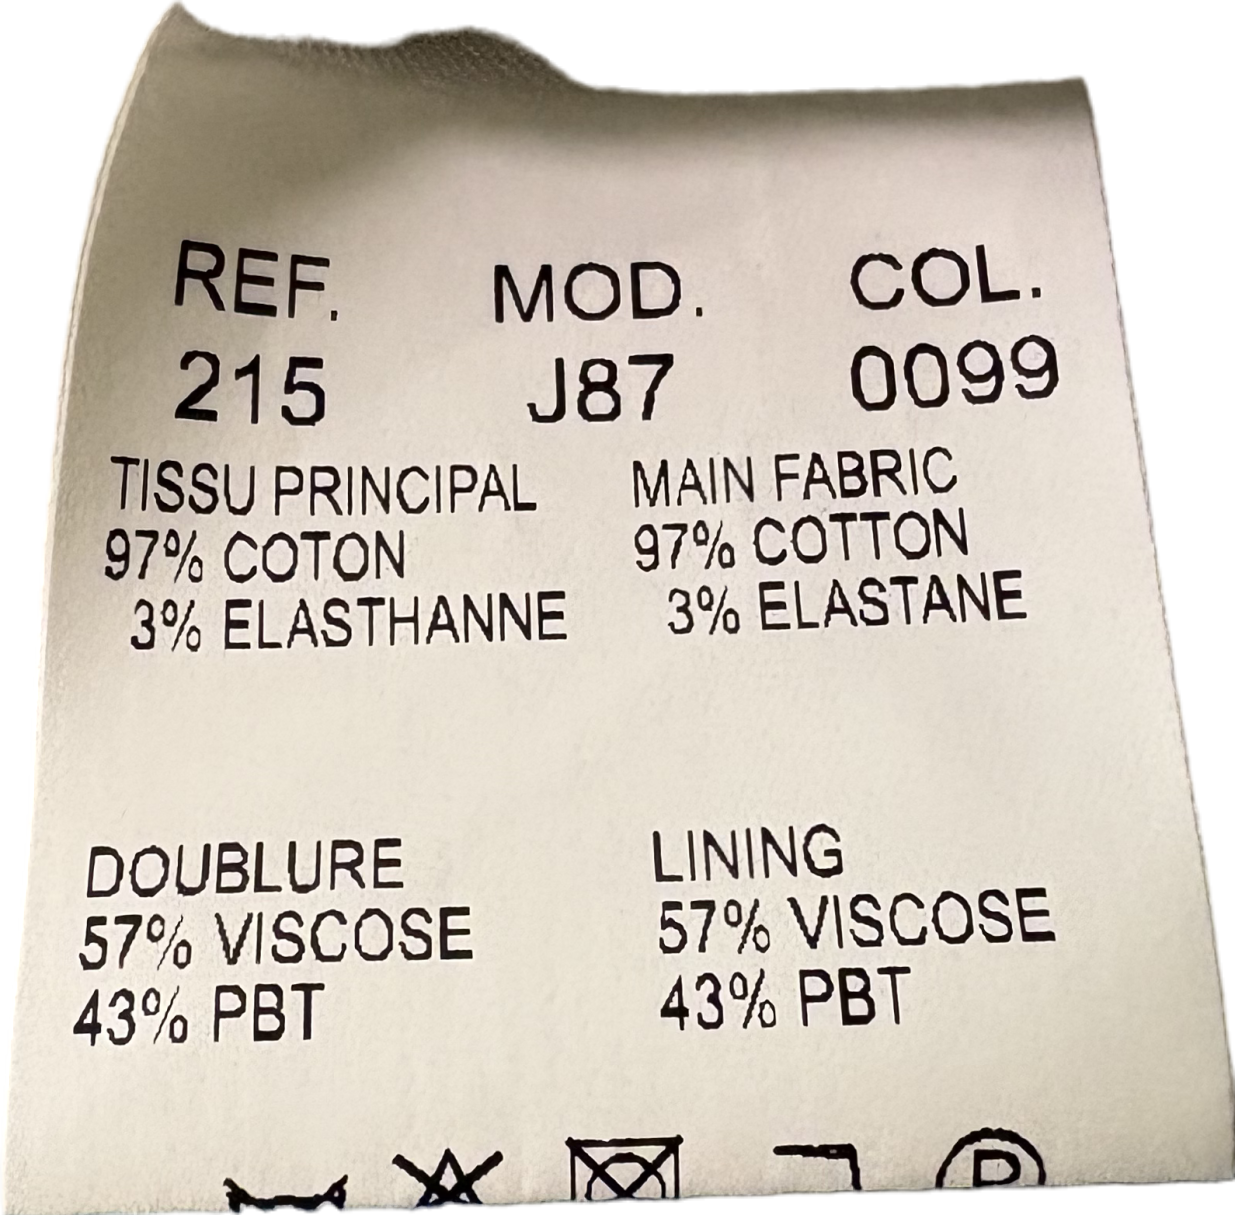 REF. MOD. COL.
215 J87 0099
TISSU PRINCIPAL MAIN FABRIC
97% COTON 97% COTTON
3% ELASTHANNE 3% ELASTANE
DOUBLURE LINING
57% VISCOSE 57% VISCOSE
43% PBT 43% PBT
P